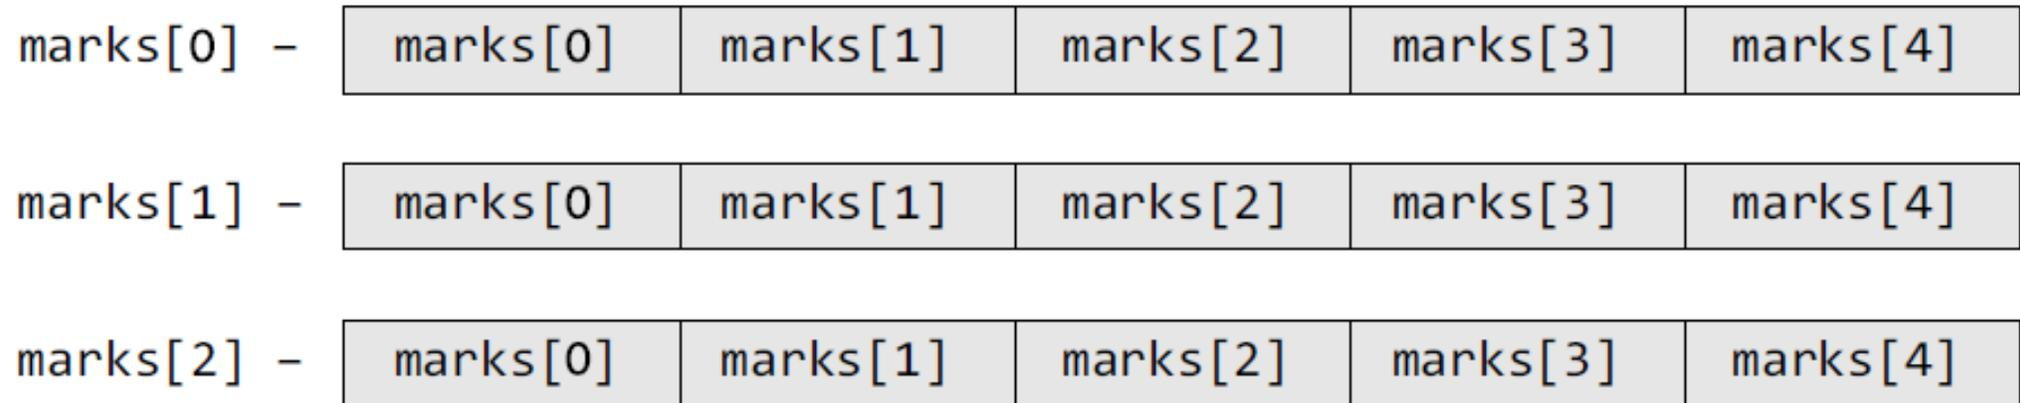 marks[0] – marks[0] marks[1] marks[2] marks[3] marks[4]
marks[1] – marks[0] marks[1] marks[2] marks[3] marks[4]
marks[2] – marks[0] marks[1] marks[2] marks[3] marks[4]